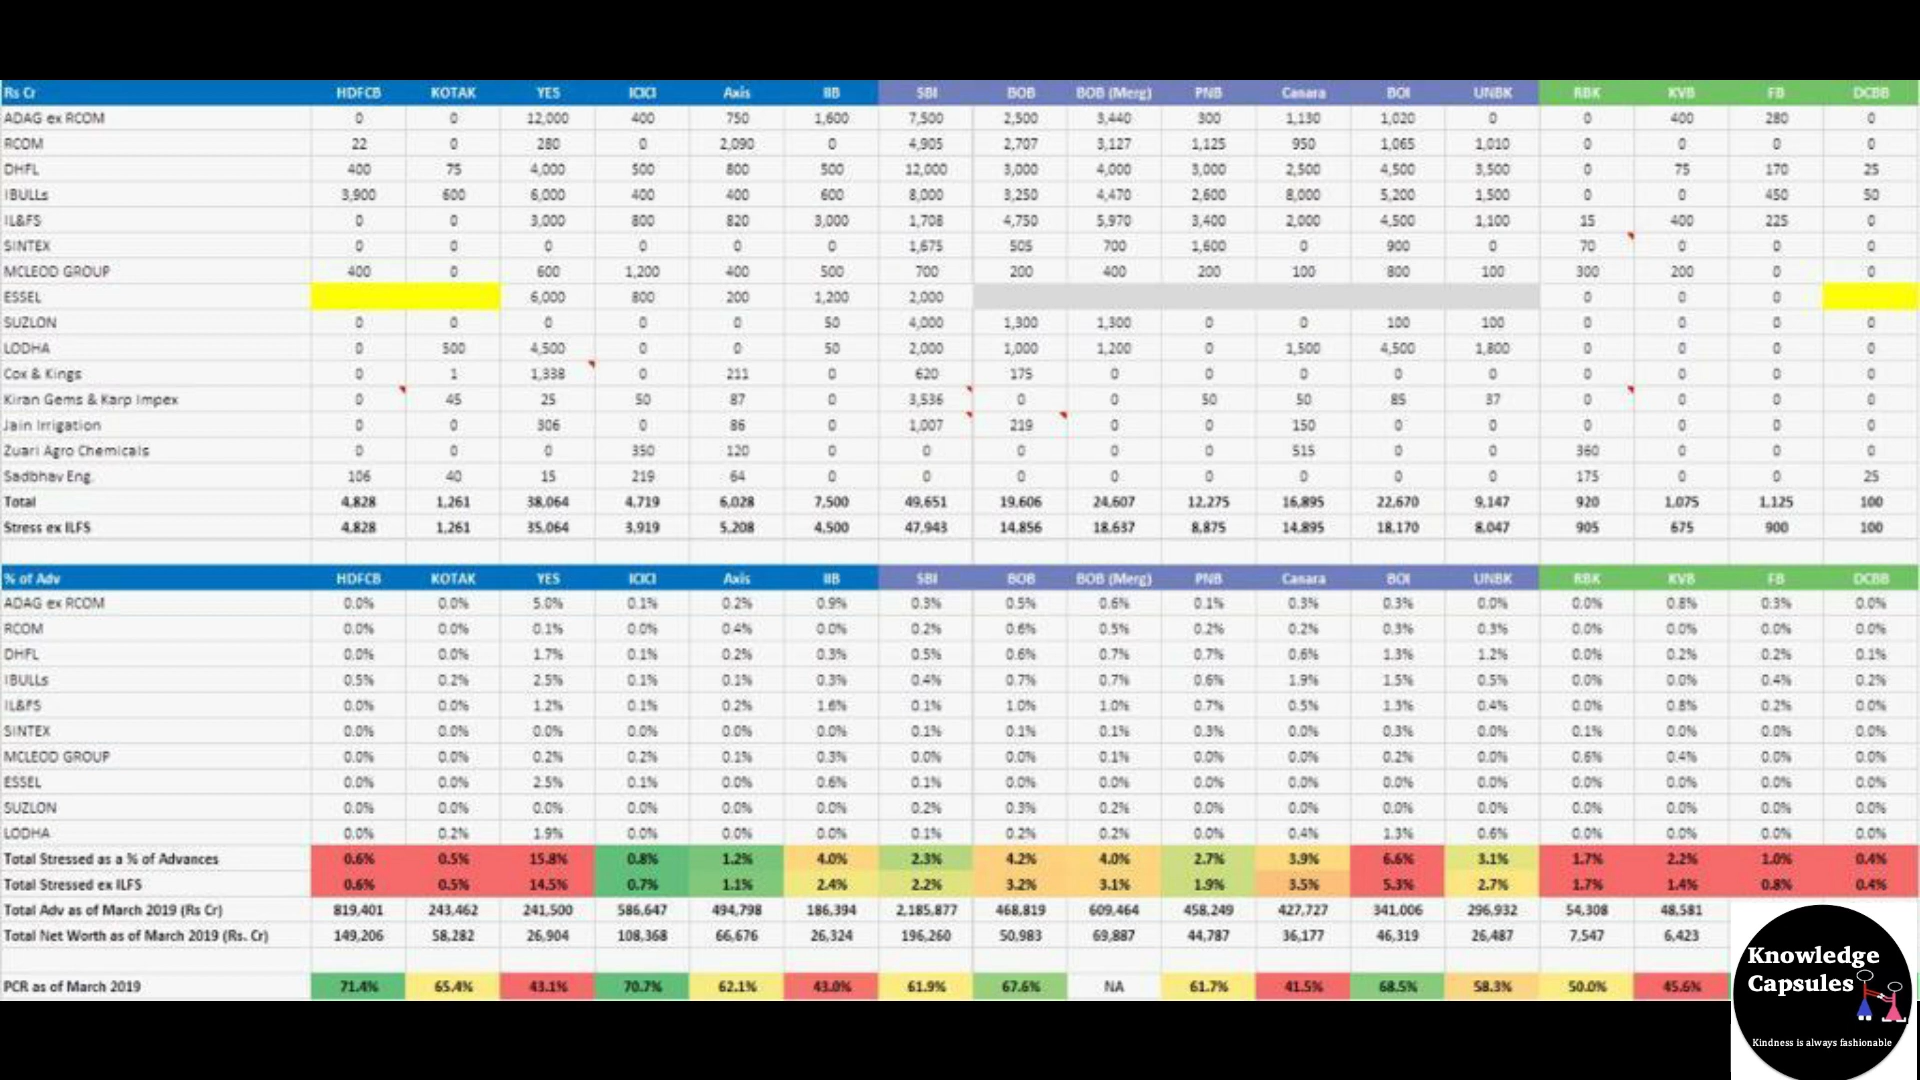 Rs Cr HDFCB KOTAK YES ICICI Axis IIB SBI BOB BOB (Merg) PNB Canara BOI UNBK RBK KVB FB DCBB
ADAG ex RCOM 0 0 12,000 400 750 1,600 7,500 2,500 3,440 300 1,130 1,020 0 0 400 280 0
RCOM 22 0 280 0 2,090 0 4,905 2,707 3,127 1,125 950 1,065 1,010 0 0 0 0
DHFL 400 75 4,000 500 800 500 12,000 3,000 4,000 3,000 2,500 4,500 3,500 0 75 170 25
IBULLs 3,900 600 6,000 400 400 600 8,000 3,250 4,470 2,600 8,000 5,200 1,500 0 0 450 50
IL&FS 0 0 3,000 800 820 3,000 1,708 4,750 5,970 3,400 2,000 4,500 1,100 15 400 225 0
SINTEX 0 0 0 0 0 0 1,675 505 700 1,600 0 900 0 70 0 0 0
MCLEOD GROUP 400 0 600 1,200 400 500 700 200 400 200 100 800 100 300 200 0 0
ESSEL 6,000 800 200 1,200 2,000 0 0 0
SUZLON 0 0 0 0 0 50 4,000 1,300 1,300 0 0 100 100 0 0 0 0
LODHA 0 500 4,500 0 0 50 2,000 1,000 1,200 0 1,500 4,500 1,800 0 0 0 0
Cox & Kings 0 1 1,338 0 211 0 620 175 0 0 0 0 0 0 0 0 0
Kiran Gems & Karp Impex 0 45 25 50 87 0 3,536 0 0 50 50 85 37 0 0 0 0
Jain Irrigation 0 0 306 0 86 0 1,007 219 0 0 150 0 0 0 0 0 0
Zuari Agro Chemicals 0 0 0 350 120 0 0 0 0 0 515 0 0 360 0 0 0
Sadbhav Eng. 106 40 15 219 64 0 0 0 0 0 0 0 0 175 0 0 25
Total 4,828 1,261 38,064 4,719 6,028 7,500 49,651 19,606 24,607 12,275 16,895 22,670 9,147 920 1,075 1,125 100
Stress ex ILFS 4,828 1,261 35,064 3,919 5,208 4,500 47,943 14,856 18,637 8,875 14,895 18,170 8,047 905 675 900 100
% of Adv HDFCB KOTAK YES ICICI Axis IIB SBI BOB BOB (Merg) PNB Canara BOI UNBK RBK KVB FB DCBB
ADAG ex RCOM 0.0% 0.0% 5.0% 0.1% 0.2% 0.9% 0.3% 0.5% 0.6% 0.1% 0.3% 0.3% 0.0% 0.0% 0.8% 0.3% 0.0%
RCOM 0.0% 0.0% 0.1% 0.0% 0.4% 0.0% 0.2% 0.6% 0.5% 0.2% 0.2% 0.3% 0.3% 0.0% 0.0% 0.0% 0.0%
DHFL 0.0% 0.0% 1.7% 0.1% 0.2% 0.3% 0.5% 0.6% 0.7% 0.7% 0.6% 1.3% 1.2% 0.0% 0.2% 0.2% 0.1%
IBULLs 0.5% 0.2% 2.5% 0.1% 0.1% 0.3% 0.4% 0.7% 0.7% 0.6% 1.9% 1.5% 0.5% 0.0% 0.0% 0.4% 0.2%
IL&FS 0.0% 0.0% 1.2% 0.1% 0.2% 1.6% 0.1% 1.0% 1.0% 0.7% 0.5% 1.3% 0.4% 0.0% 0.8% 0.2% 0.0%
SINTEX 0.0% 0.0% 0.0% 0.0% 0.0% 0.0% 0.1% 0.1% 0.1% 0.3% 0.0% 0.3% 0.0% 0.1% 0.0% 0.0% 0.0%
MCLEOD GROUP 0.0% 0.0% 0.2% 0.2% 0.1% 0.3% 0.0% 0.0% 0.1% 0.0% 0.0% 0.2% 0.0% 0.6% 0.4% 0.0% 0.0%
ESSEL 0.0% 0.0% 2.5% 0.1% 0.0% 0.6% 0.1% 0.0% 0.0% 0.0% 0.0% 0.0% 0.0% 0.0% 0.0% 0.0% 0.0%
SUZLON 0.0% 0.0% 0.0% 0.0% 0.0% 0.0% 0.2% 0.3% 0.2% 0.0% 0.0% 0.0% 0.0% 0.0% 0.0% 0.0% 0.0%
LODHA 0.0% 0.2% 1.9% 0.0% 0.0% 0.0% 0.1% 0.2% 0.2% 0.0% 0.4% 1.3% 0.6% 0.0% 0.0% 0.0% 0.0%
Total Stressed as a % of Advances 0.6% 0.5% 15.8% 0.8% 1.2% 4.0% 2.3% 4.2% 4.0% 2.7% 3.9% 6.6% 3.1% 1.7% 2.2% 1.0% 0.4%
Total Stressed ex ILFS 0.6% 0.5% 14.5% 0.7% 1.1% 2.4% 2.2% 3.2% 3.1% 1.9% 3.5% 5.3% 2.7% 1.7% 1.4% 0.8% 0.4%
Total Adv as of March 2019 (Rs Cr) 819,401 243,462 241,500 586,647 494,798 186,394 2,185,877 468,819 609,464 458,249 427,727 341,006 296,932 54,308 48,581
Total Net Worth as of March 2019 (Rs. Cr) 149,206 58,282 26,904 108,368 66,676 26,324 196,260 50,983 69,887 44,787 36,177 46,319 26,487 7,547 6,423
PCR as of March 2019 71.4% 65.4% 43.1% 70.7% 62.1% 43.0% 61.9% 67.6% NA 61.7% 41.5% 68.5% 58.3% 50.0% 45.6%
Knowledge
Capsules
Kindness is always fashionable